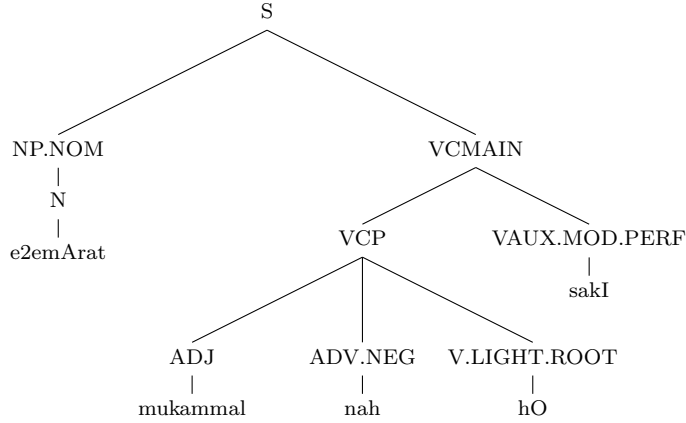 S
NP.NOM VCMAIN
N
e2emArat
VCP VAUX.MOD.PERF
sakI
ADJ ADV.NEG V.LIGHT.ROOT
mukammal nah hO